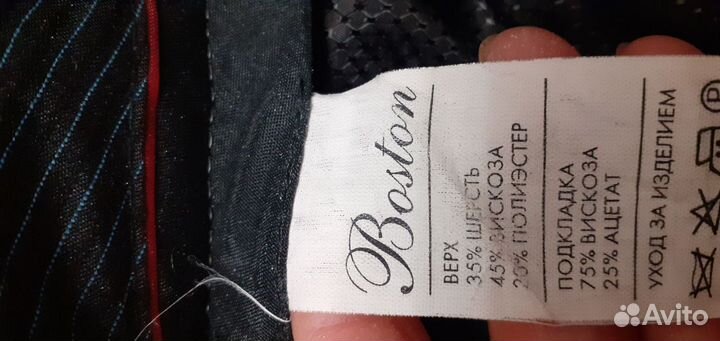 Boston
ВЕРХ
35% ШЕРСТЬ
45% ВИСКОЗА
20% ПОЛИЭСТЕР
ПОДКЛАДКА
75% ВИСКОЗА
25% АЦЕТАТ
УХОД ЗА ИЗДЕЛИЕМ
P
Avito